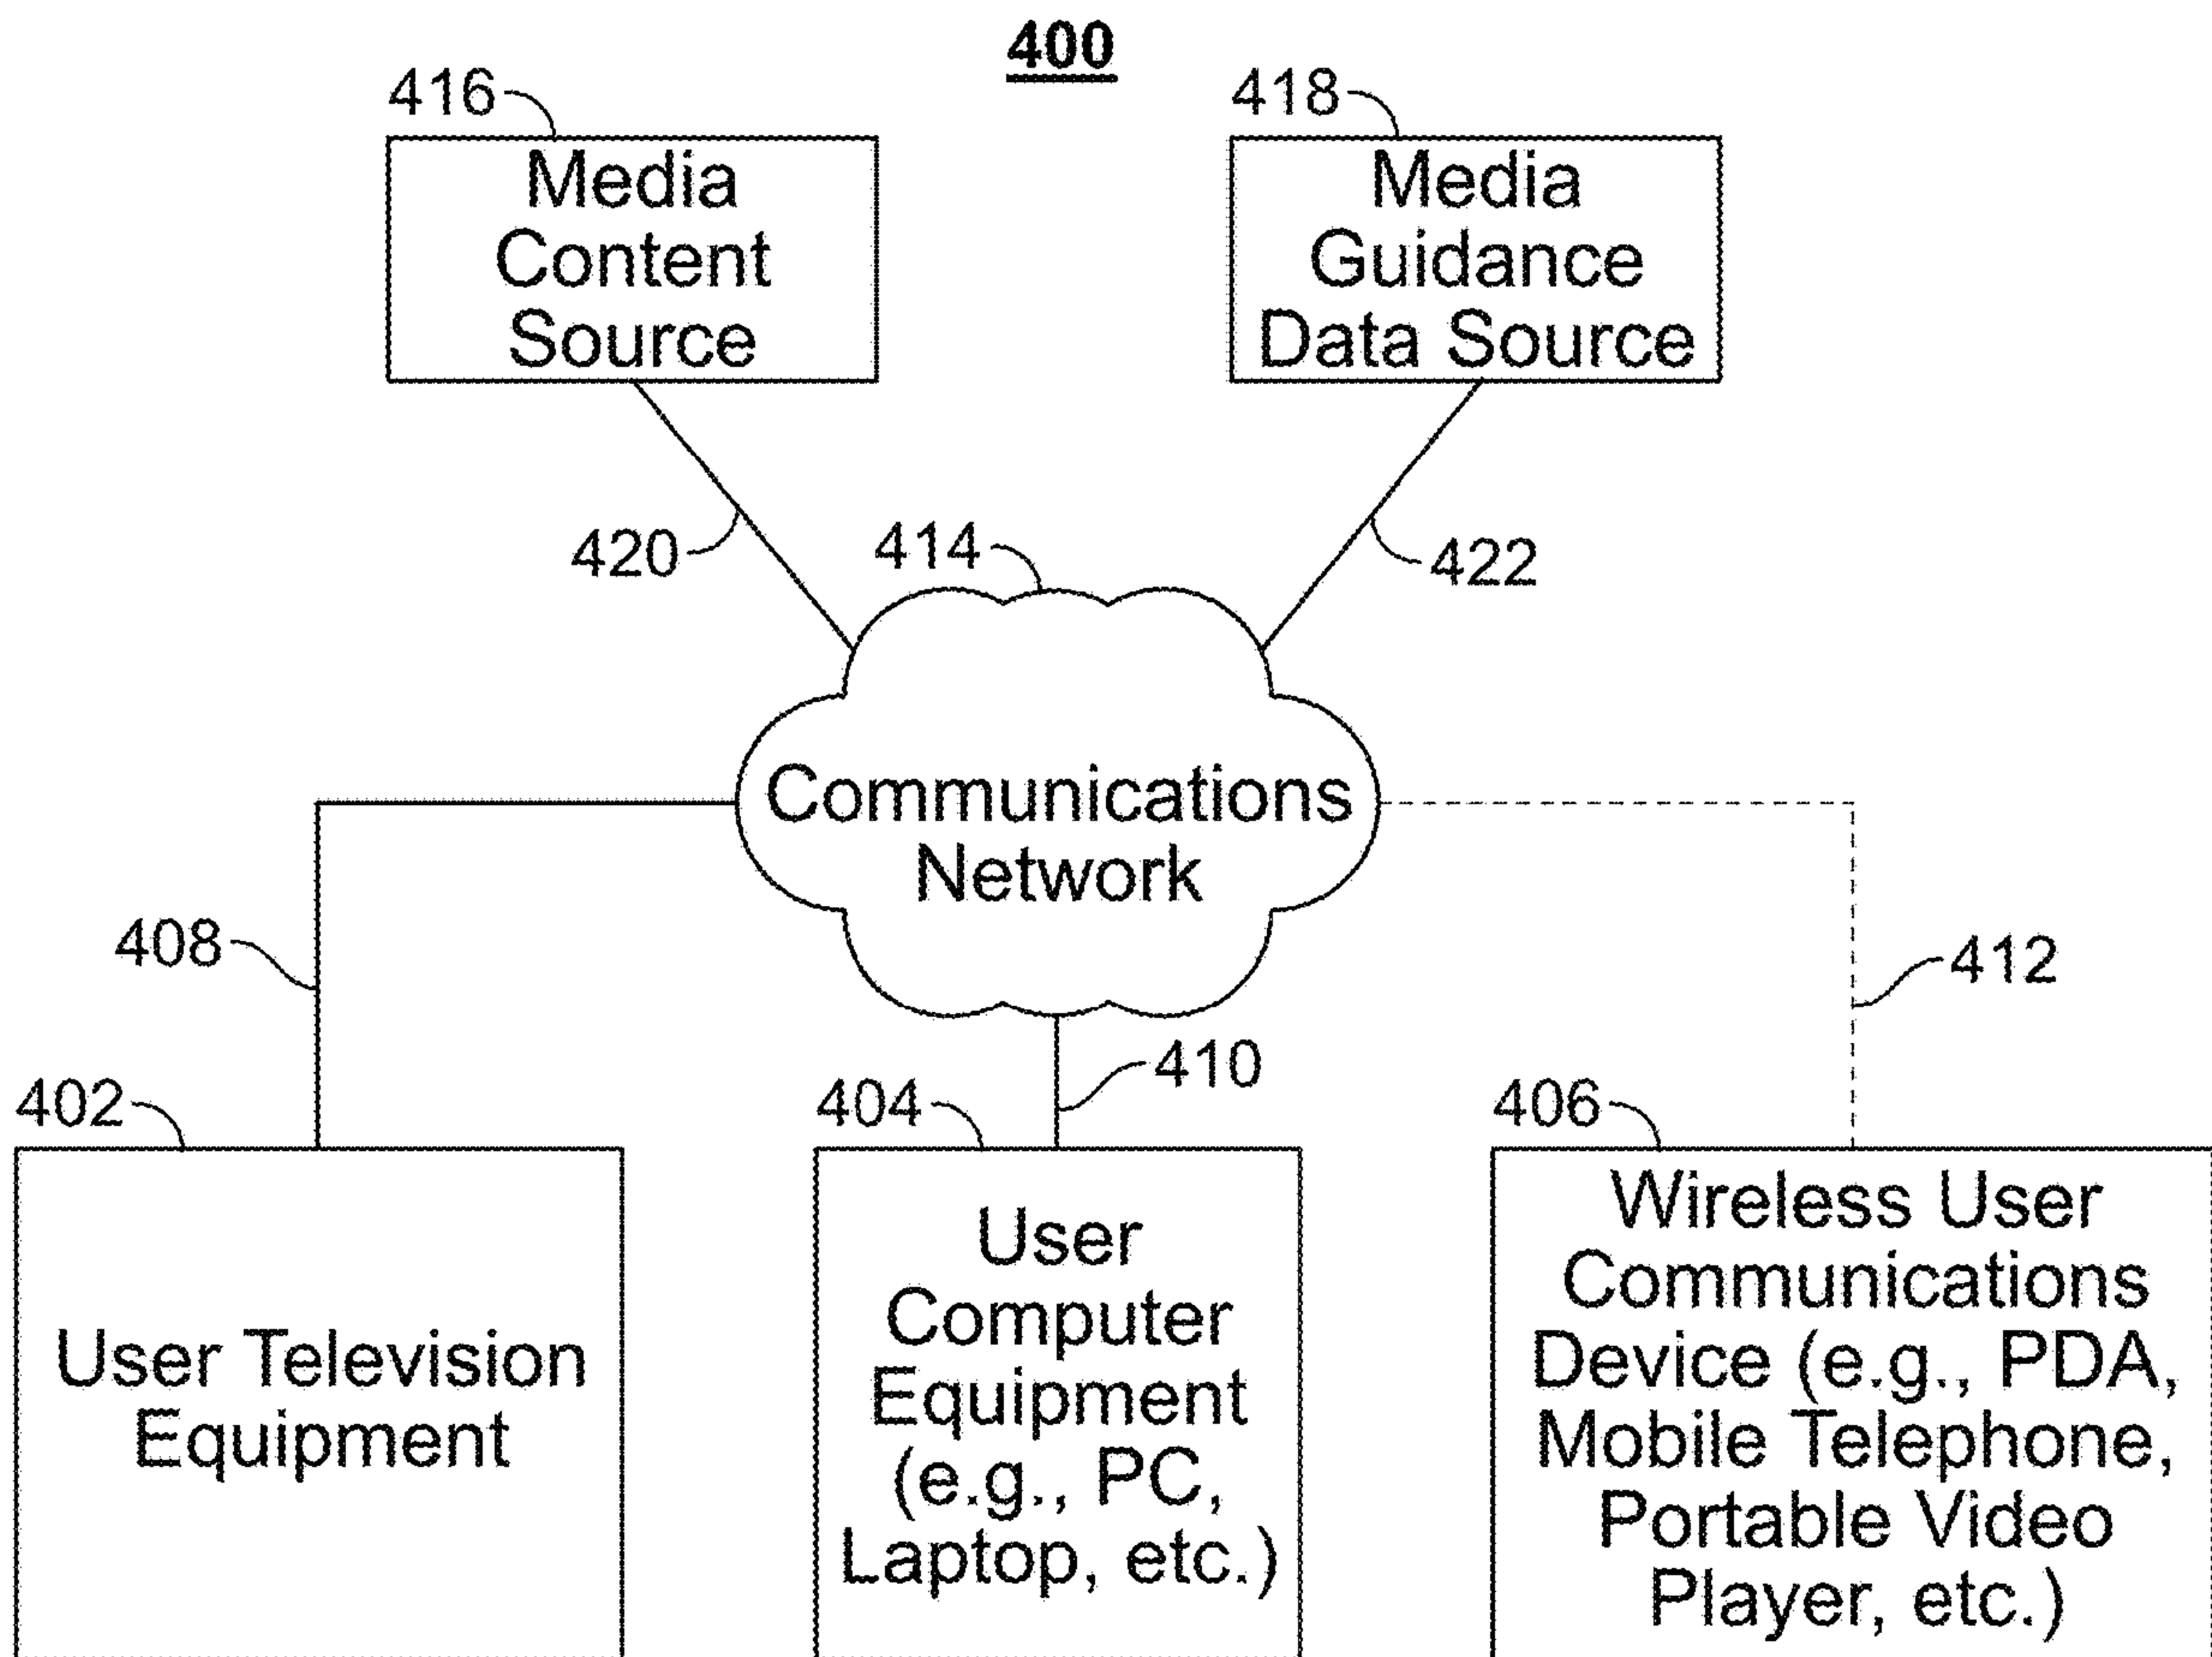 400
416
Media
Content
Source
418
Media
Guidance
Data Source
420
414
422
Communications
Network
408
412
410
402
User Television
Equipment
404
User
Computer
Equipment
(e.g., PC,
Laptop, etc.)
406
Wireless User
Communications
Device (e.g., PDA,
Mobile Telephone,
Portable Video
Player, etc.)